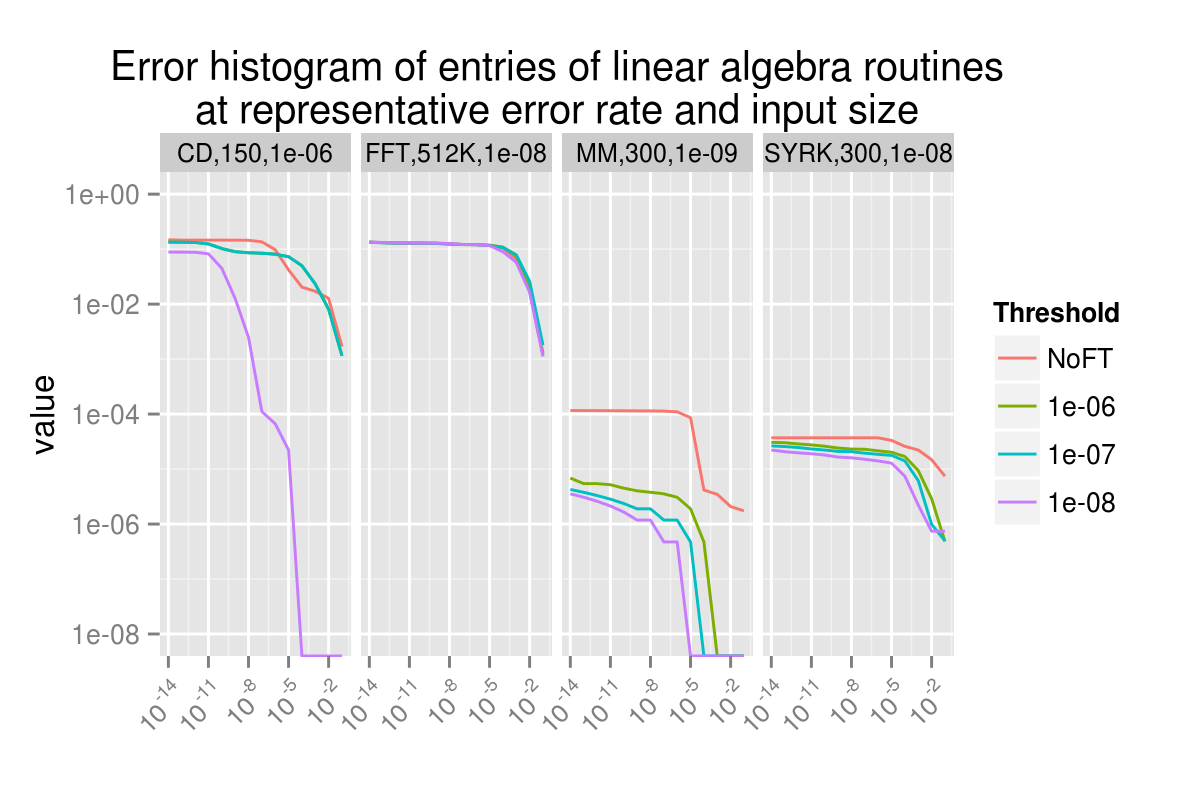 Error histogram of entries of linear algebra routines
at representative error rate and input size
CD,150,1e-06 FFT,512K,1e-08 MM,300,1e-09 SYRK,300,1e-08
value
1e+00
1e-02
1e-04
1e-06
1e-08
10^-14 10^-11 10^-8 10^-5 10^-2 10^-14 10^-11 10^-8 10^-5 10^-2 10^-14 10^-11 10^-8 10^-5 10^-2 10^-14 10^-11 10^-8 10^-5 10^-2
Threshold
NoFT
1e-06
1e-07
1e-08